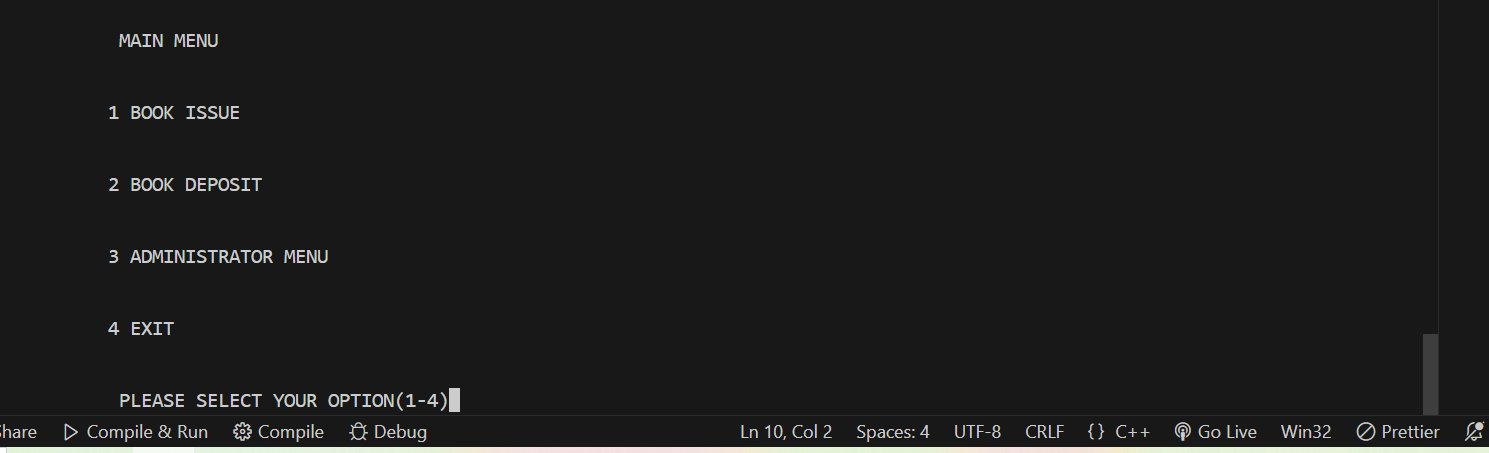 MAIN MENU
1 BOOK ISSUE
2 BOOK DEPOSIT
3 ADMINISTRATOR MENU
4 EXIT
PLEASE SELECT YOUR OPTION(1-4)
hare Compile & Run Compile Debug Ln 10, Col 2 Spaces: 4 UTF-8 CRLF {} C++ Go Live Win32 Prettier